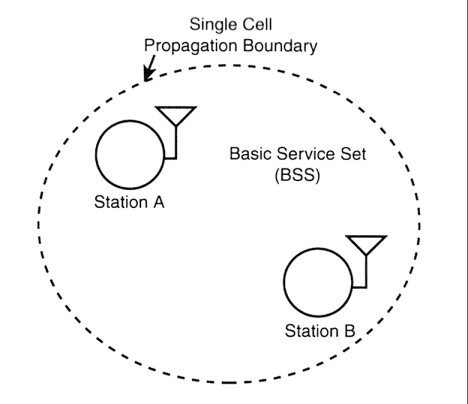 Single Cell
Propagation Boundary
Basic Service Set
(BSS)
Station A
Station B